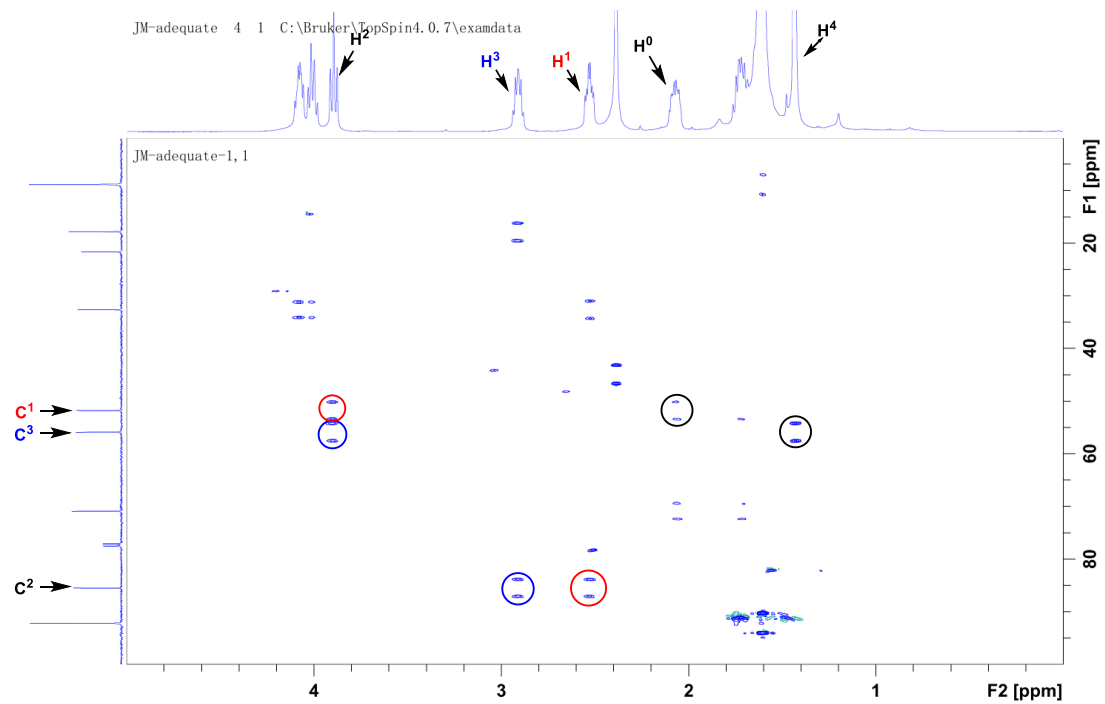 JM-adequate 4 1 C:\Bruker\TopSpin4.0.7\examdata
H²
H³
H¹
H⁰
H⁴
JM-adequate-1,1
F1 [ppm]
20
40
60
80
C¹
C³
C²
4
3
2
1
F2 [ppm]